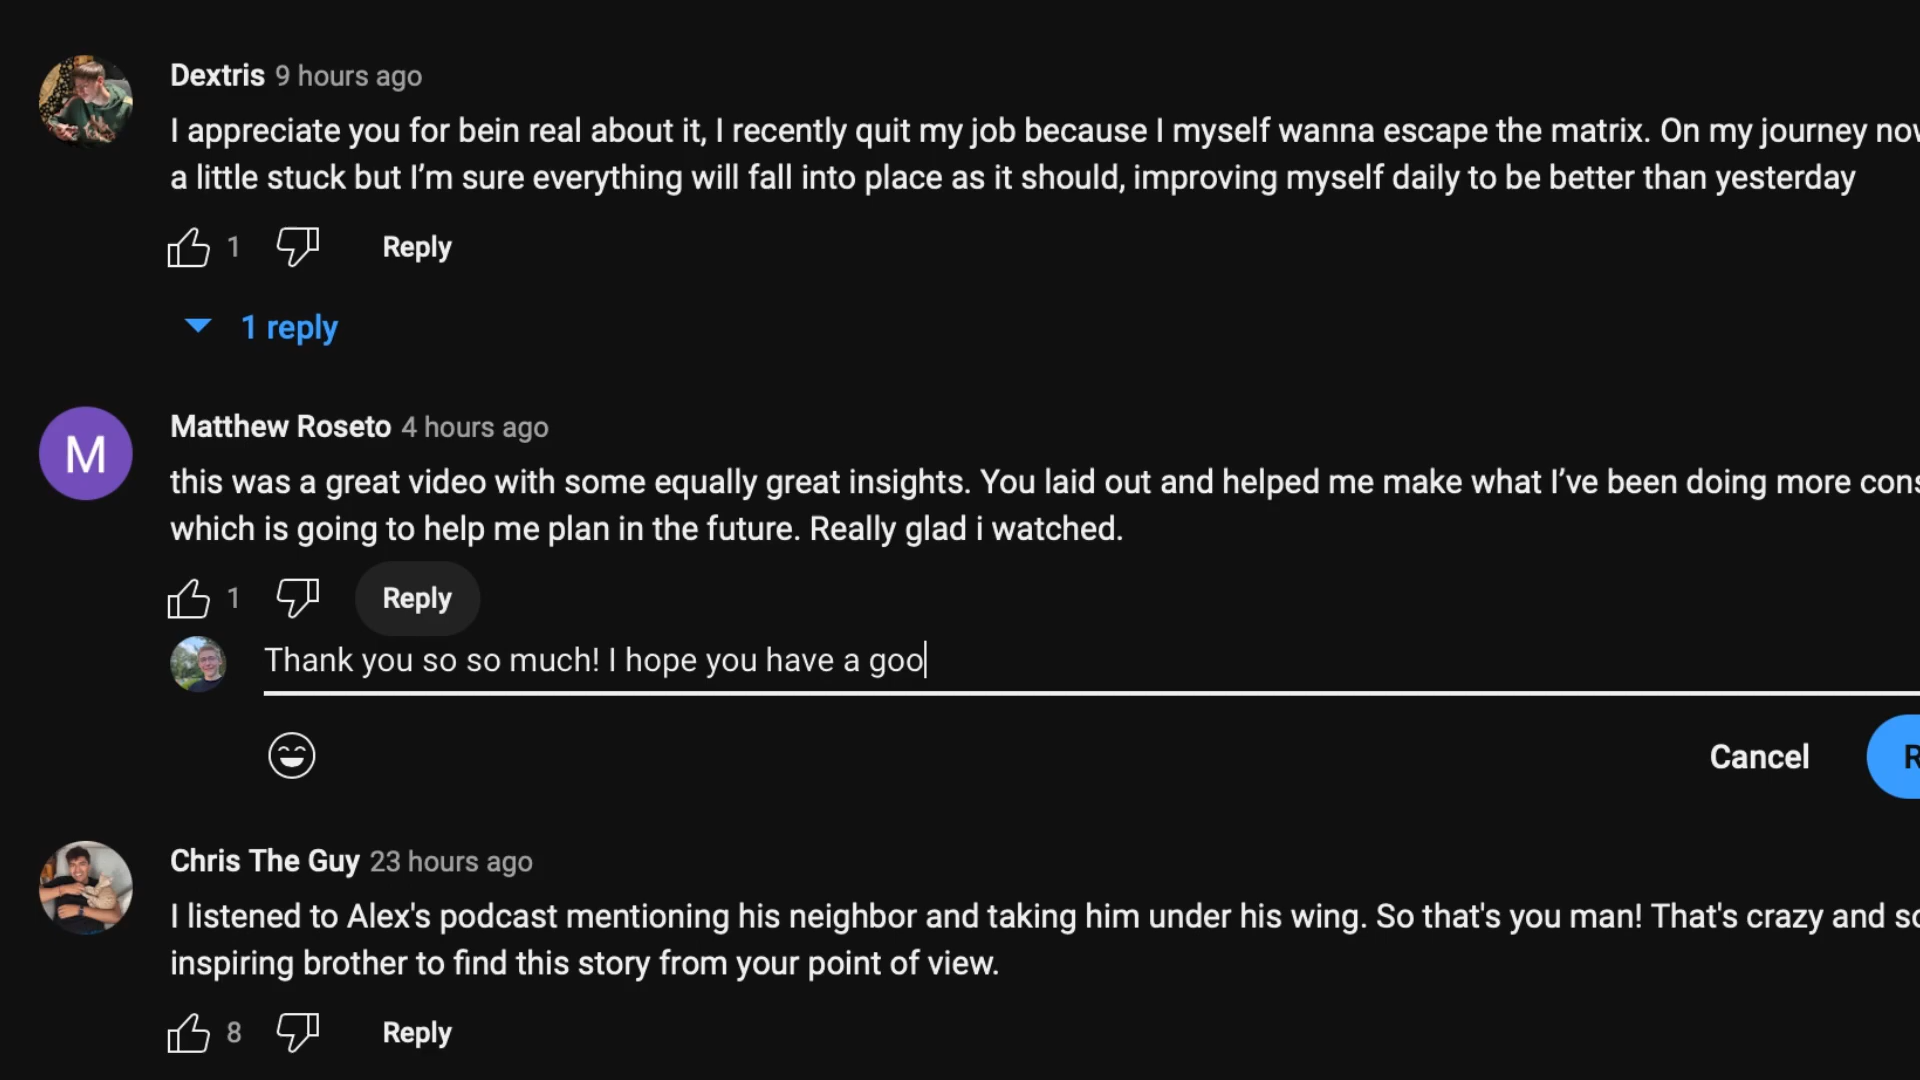 Dextris 9 hours ago
I appreciate you for bein real about it, I recently quit my job because I myself wanna escape the matrix. On my journey
a little stuck but I’m sure everything will fall into place as it should, improving myself daily to be better than yesterday
1 Reply
1 reply
M
Matthew Roseto 4 hours ago
this was a great video with some equally great insights. You laid out and helped me make what I’ve been doing more
which is going to help me plan in the future. Really glad i watched.
1 Reply
Thank you so so much! I hope you have a goo
Cancel
Chris The Guy 23 hours ago
I listened to Alex's podcast mentioning his neighbor and taking him under his wing. So that's you man! That's crazy and
inspiring brother to find this story from your point of view.
8 Reply